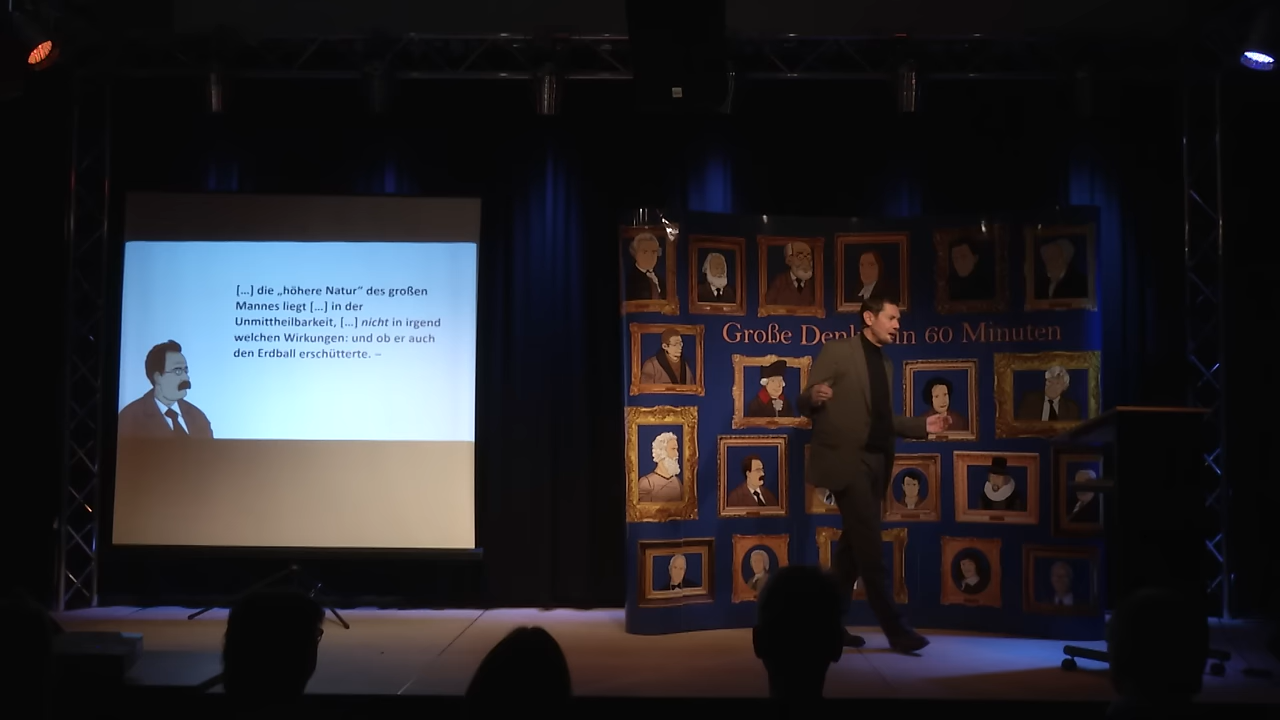 [...] die „höhere Natur“ des großen
Mannes liegt [...] in der
Unmittheilbarkeit, [...] nicht in irgend
welchen Wirkungen: und ob er auch
den Erdball erschütterte. –
Große Denk in 60 Minuten